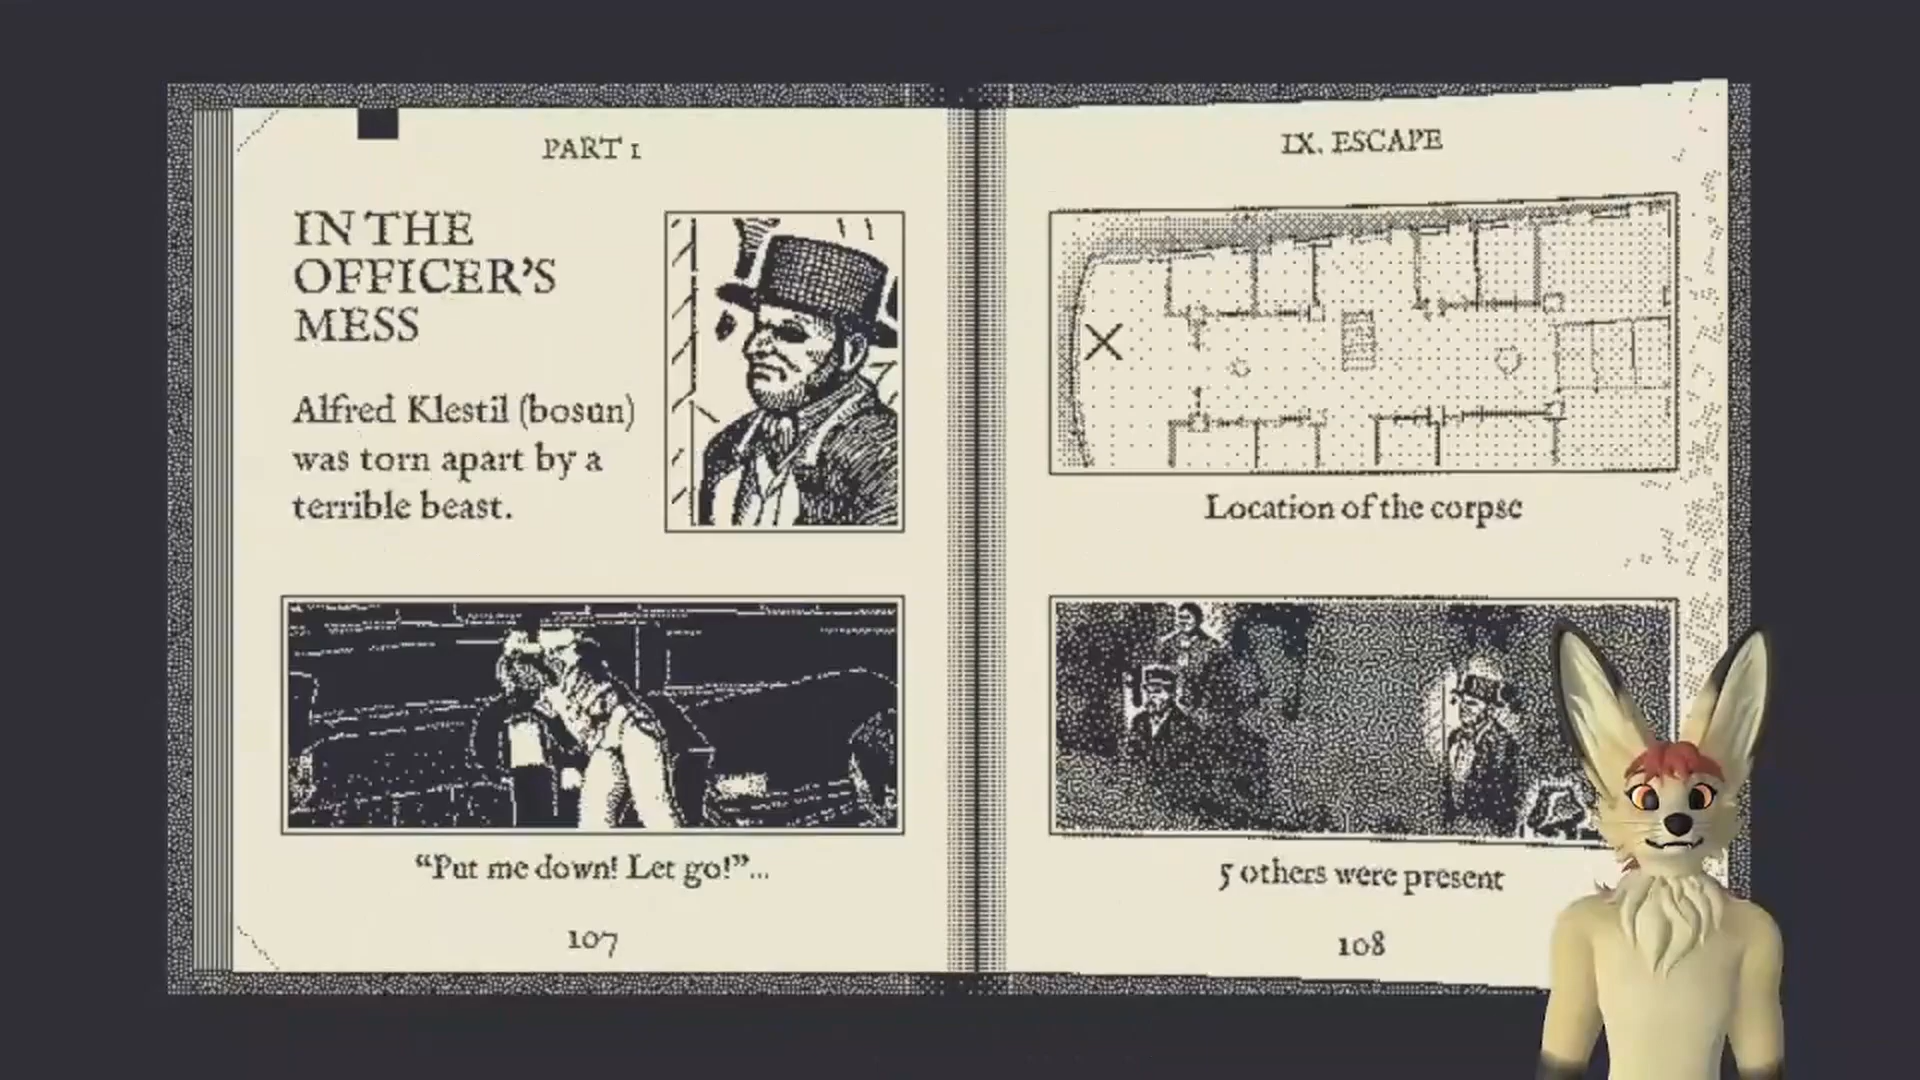 PART 1
IN THE
OFFICER'S
MESS
Alfred Klestil (bosun)
was torn apart by a
terrible beast.
“Put me down! Let go!”...
107
IX. ESCAPE
Location of the corpse
5 others were present
108